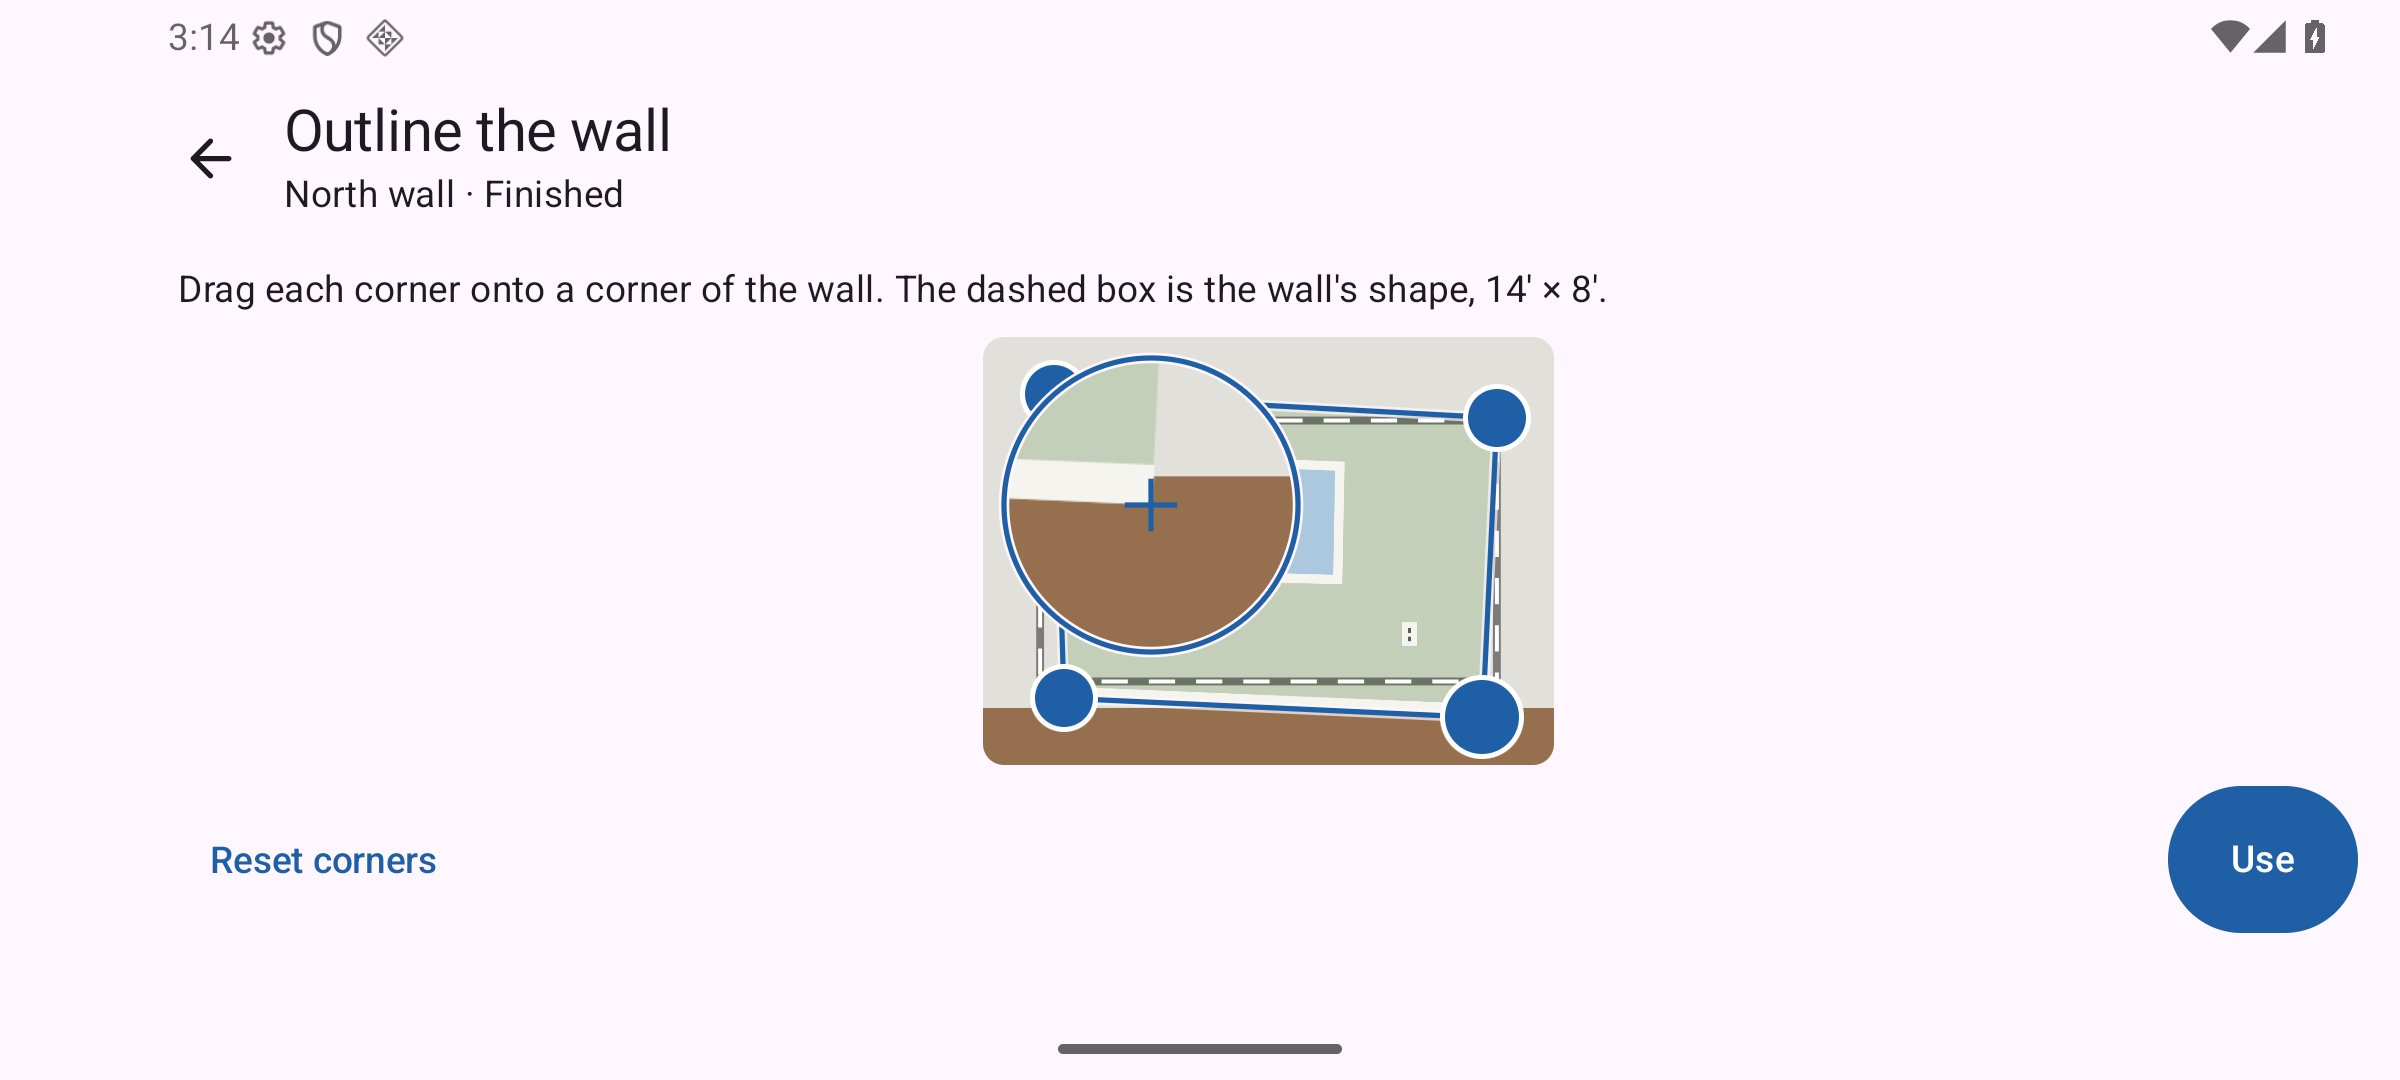 3:14
Outline the wall
North wall · Finished
Drag each corner onto a corner of the wall. The dashed box is the wall's shape, 14' × 8'.
Reset corners
Use